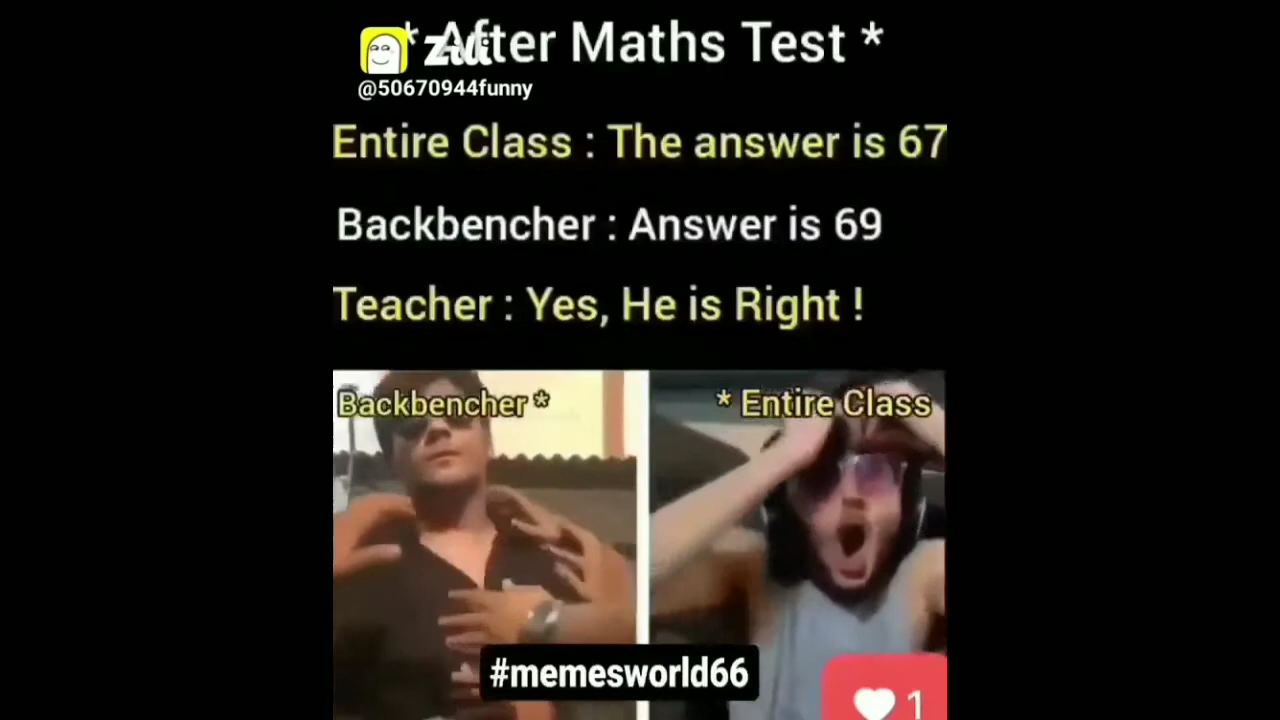 * After Maths Test *
Zili
@50670944funny
Entire Class : The answer is 67
Backbencher : Answer is 69
Teacher : Yes, He is Right !
Backbencher *
* Entire Class
#memesworld66
1